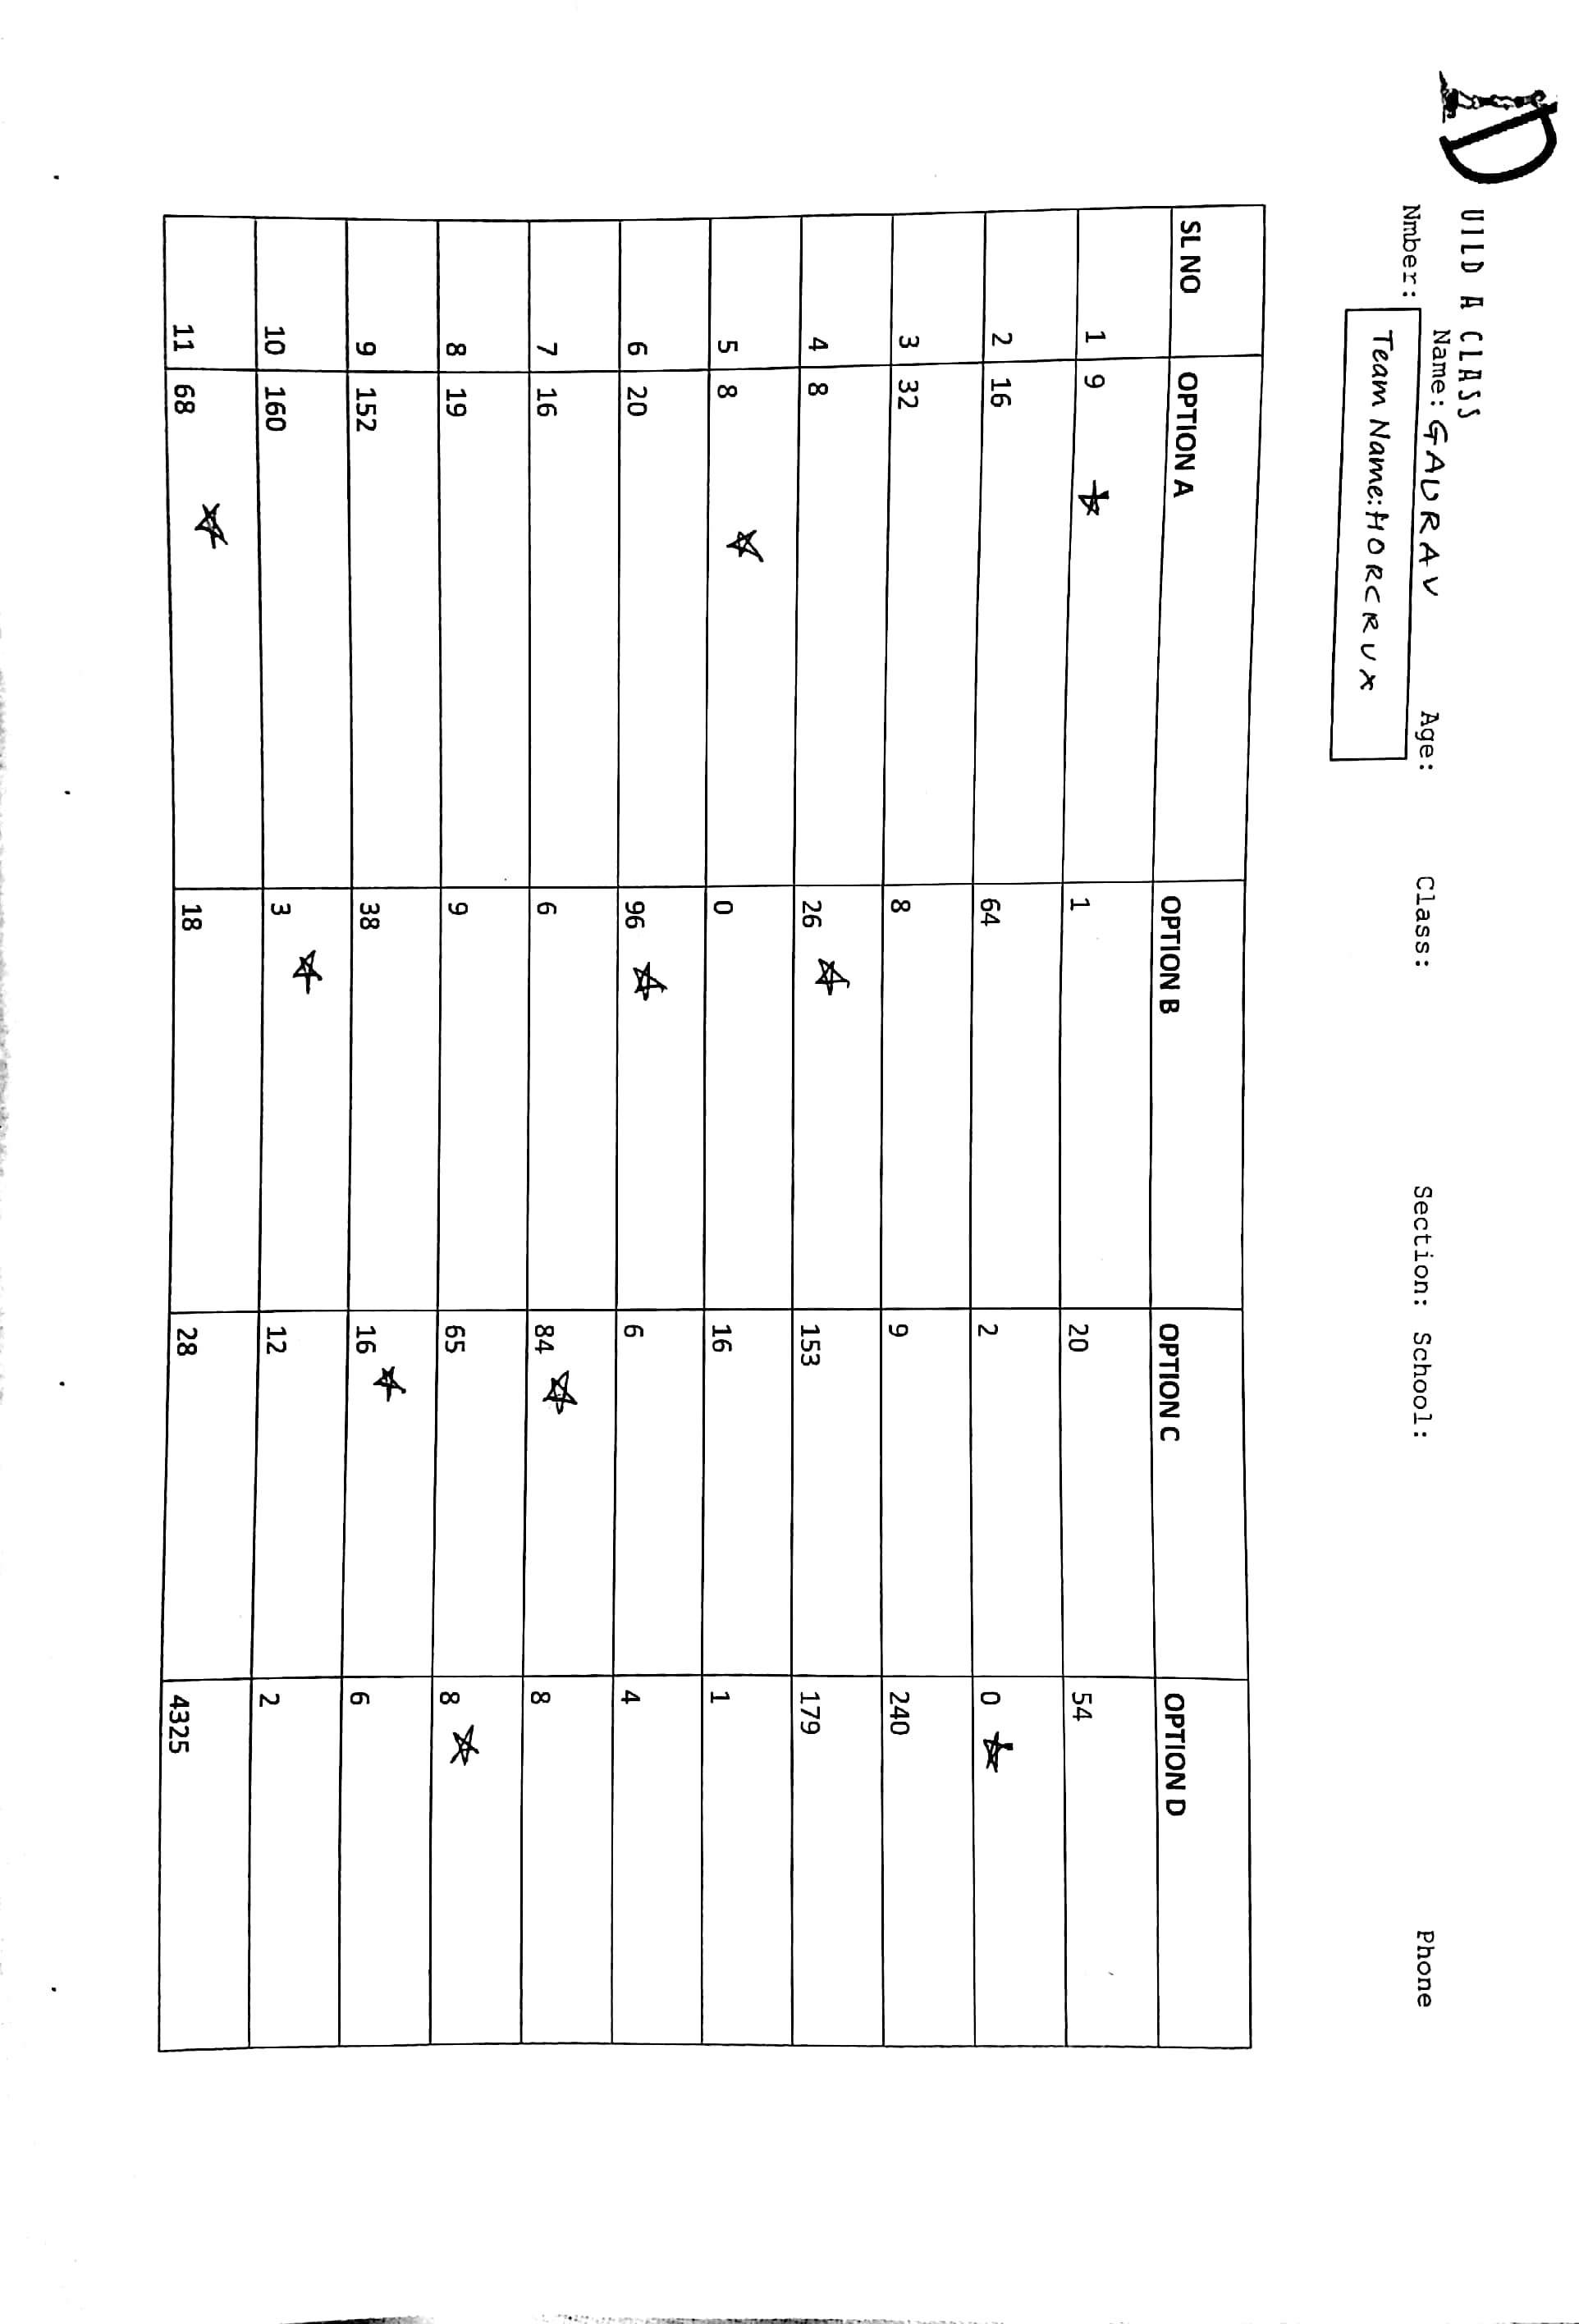 D UILD A CLASS
Name: GAURAV Age: Class: Section: School: Phone
Nmber:
Team Name: HORCRUX
SL NO OPTION A OPTION B OPTION C OPTION D
1 9 1 20 54
2 16 64 2 0
3 32 8 9 240
4 8 26 153 179
5 8 0 16 1
6 20 96 6 4
7 16 6 84 8
8 19 9 65 8
9 152 38 16 6
10 160 3 12 2
11 68 18 28 4325